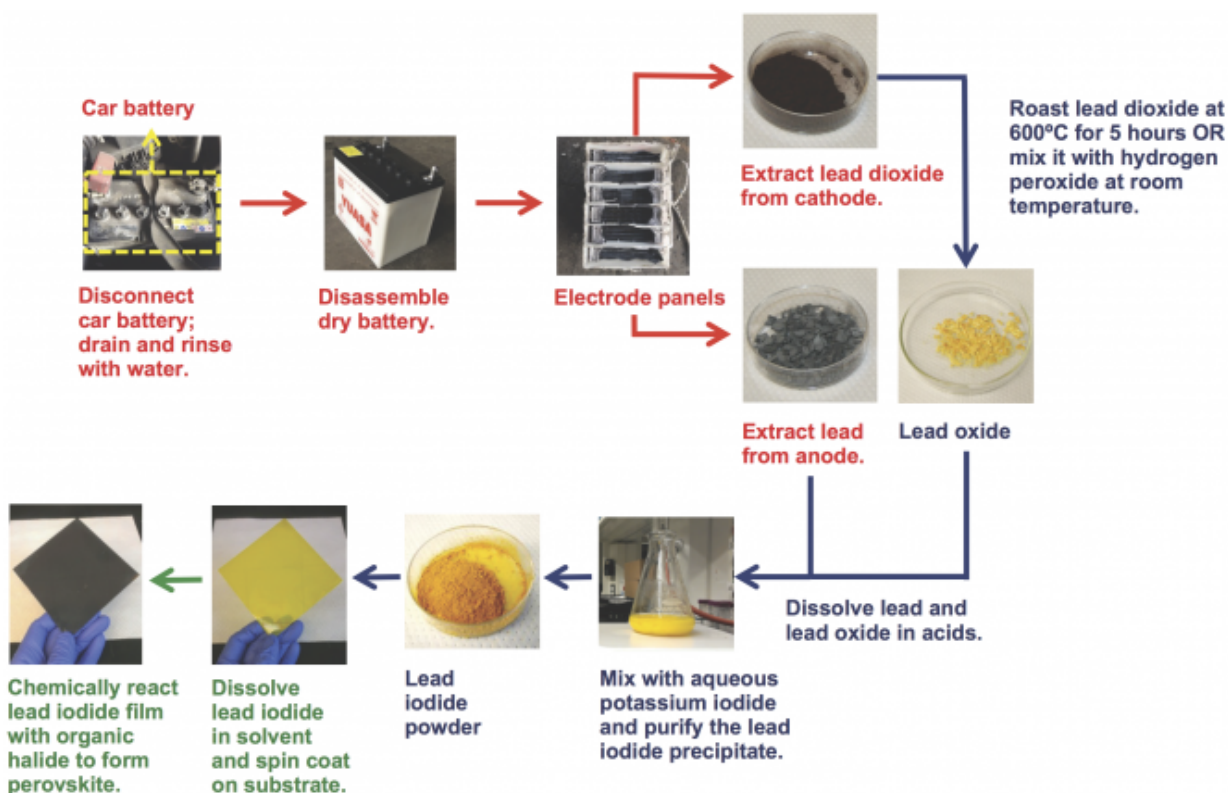 Car battery
Disconnect
car battery;
drain and rinse
with water.
YUASA
Disassemble
dry battery.
Electrode panels
Extract lead dioxide
from cathode.
Roast lead dioxide at
600ºC for 5 hours OR
mix it with hydrogen
peroxide at room
temperature.
Extract lead
from anode.
Lead oxide
Dissolve lead and
lead oxide in acids.
Mix with aqueous
potassium iodide
and purify the lead
iodide precipitate.
Lead
iodide
powder
Dissolve
lead iodide
in solvent
and spin coat
on substrate.
Chemically react
lead iodide film
with organic
halide to form
perovskite.